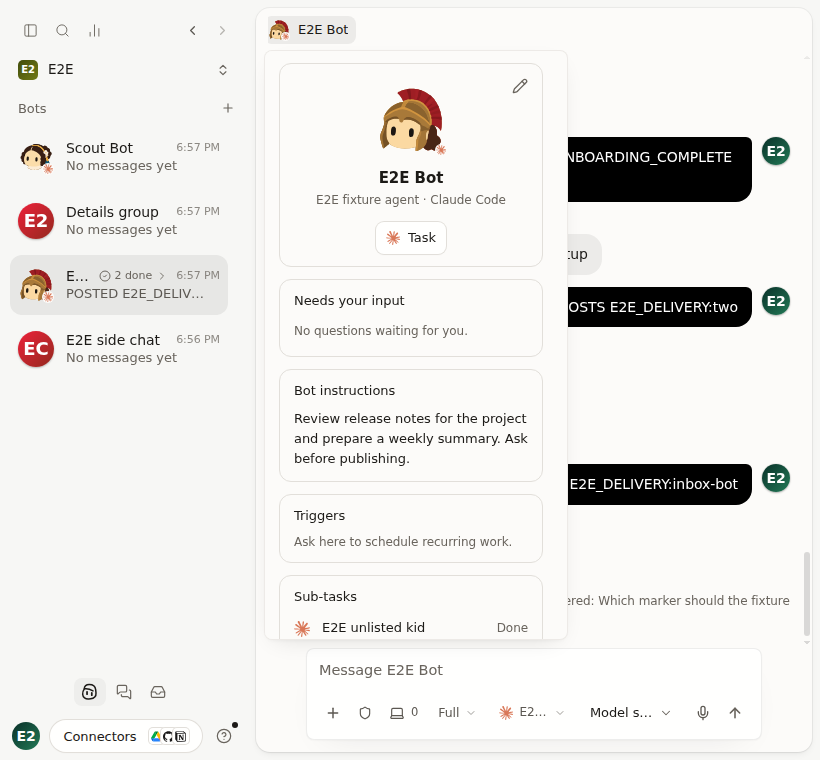 E2 E2E
Bots
Scout Bot 6:57 PM
No messages yet
E2 Details group 6:57 PM
No messages yet
E... 2 done 6:57 PM
POSTED E2E_DELIV...
EC E2E side chat 6:56 PM
No messages yet
E2 Connectors
E2E Bot
E2E Bot
E2E fixture agent · Claude Code
Task
Needs your input
No questions waiting for you.
Bot instructions
Review release notes for the project
and prepare a weekly summary. Ask
before publishing.
Triggers
Ask here to schedule recurring work.
Sub-tasks
E2E unlisted kid Done
NBOARDING_COMPLETE E2
tup
OSTS E2E_DELIVERY:two E2
E2E_DELIVERY:inbox-bot E2
ered: Which marker should the fixture
Message E2E Bot
0 Full E2... Model s...